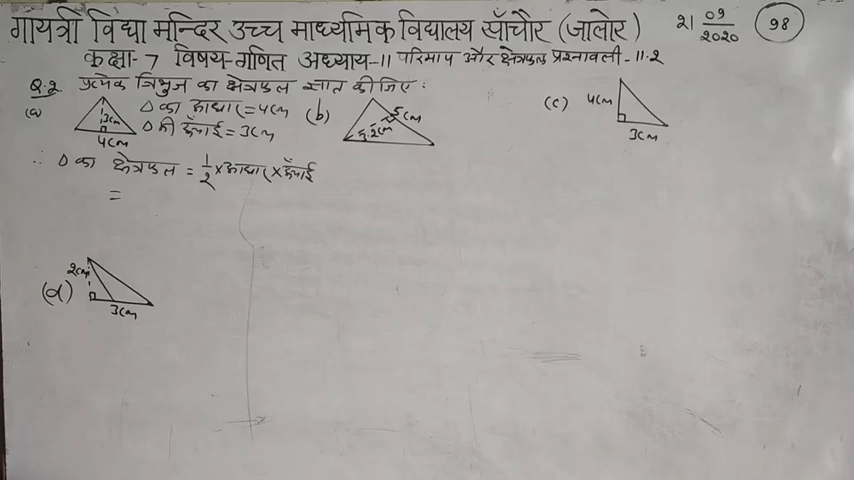 गायत्री विद्या मन्दिर उच्च माध्यमिक विद्यालय साँचौर (जालोर) 21 09/2020 98
कक्षा-7 विषय-गणित अध्याय-11 परिमाप और क्षेत्रफल प्रश्नावली-11.2
Q.2 प्रत्येक त्रिभुज का क्षेत्रफल ज्ञात कीजिए :
(a) 3cm 4cm Δ का आधार = 4cm
Δ की ऊँचाई = 3cm
(b) 5cm 3.2cm
(c) 4cm 3cm
∴ Δ का क्षेत्रफल = 1/2 × आधार × ऊँचाई
=
(d) 2cm 3cm